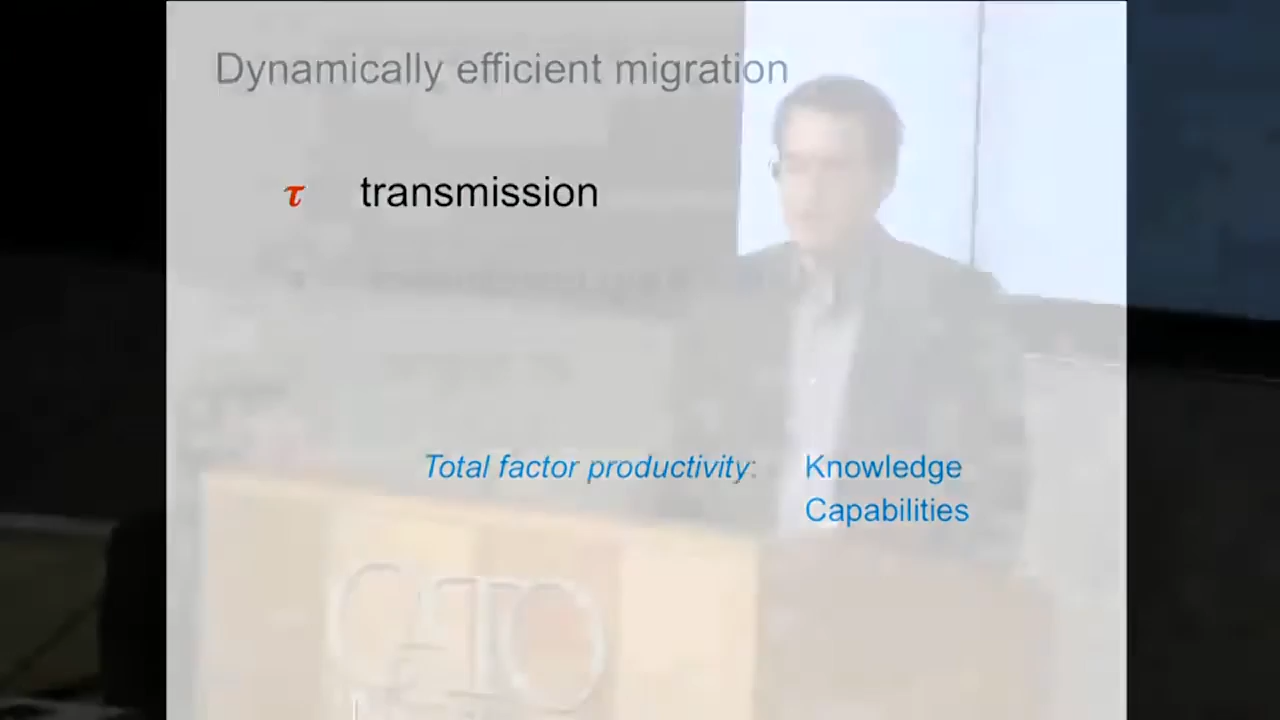 Dynamically efficient migration
τ transmission
Total factor productivity: Knowledge
Capabilities
CATO